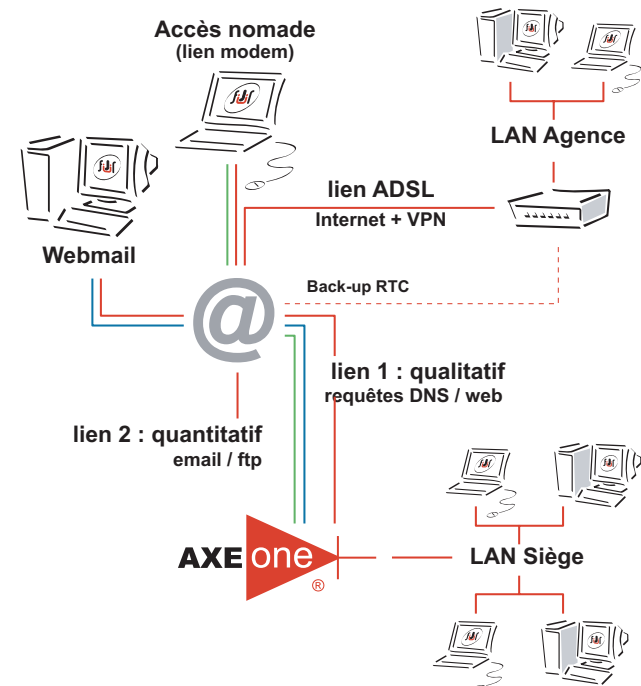 Accès nomade
(lien modem)
LAN Agence
lien ADSL
Internet + VPN
Webmail
@
Back-up RTC
lien 1 : qualitatif
requêtes DNS / web
lien 2 : quantitatif
email / ftp
AXE one ®
LAN Siège